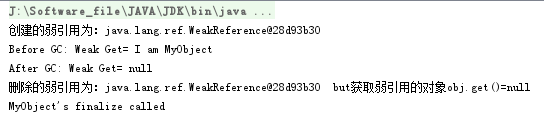 J:\Software_file\JAVA\JDK\bin\java ...
创建的弱引用为：java.lang.ref.WeakReference@28d93b30
Before GC: Weak Get= I am MyObject
After GC: Weak Get= null
删除的弱引用为：java.lang.ref.WeakReference@28d93b30  but获取弱引用的对象obj.get()=null
MyObject's finalize called